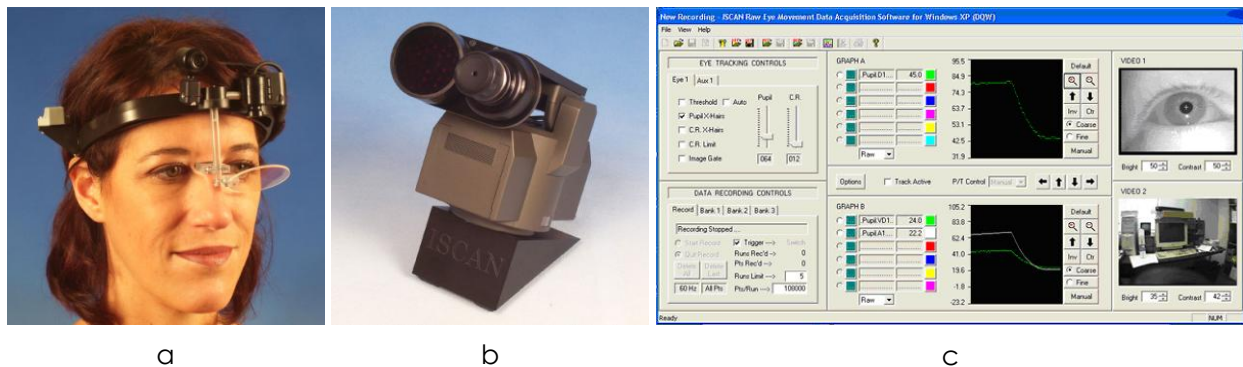 ISCAN
New Recording - ISCAN Raw Eye Movement Data Acquisition Software for Windows XP (DQW)
File View Help
EYE TRACKING CONTROLS
Eye 1 Aux 1
Threshold Auto Pupil C.R.
Pupil X-Hairs
C.R. X-Hairs
C.R. Limit
Image Gate 064 012
DATA RECORDING CONTROLS
Record Bank 1 Bank 2 Bank 3
Recording Stopped ...
Start Record Trigger --> Switch
Quit Record Runs Rec'd -> 0
Delete All Delete Last Pts Rec'd --> 0
Runs Limit --> 5
60 Hz All Pts Pts/Run ---> 100000
GRAPH A
Pupil D1... 45.0
Raw
95.5
84.9
74.3
63.7
53.1
42.5
31.9
Default
Inv Ctr
Coarse
Fine
Manual
Options Track Active P/T Control Manual
GRAPH B
Pupil VD1.. 24.0
Pupil A1... 22.2
Raw
105.2
83.8
62.4
41.0
19.6
-1.8
-23.2
Default
Inv Ctr
Coarse
Fine
Manual
VIDEO 1
Bright 50 Contrast 50
VIDEO 2
Bright 35 Contrast 42
Ready NUM
a b c